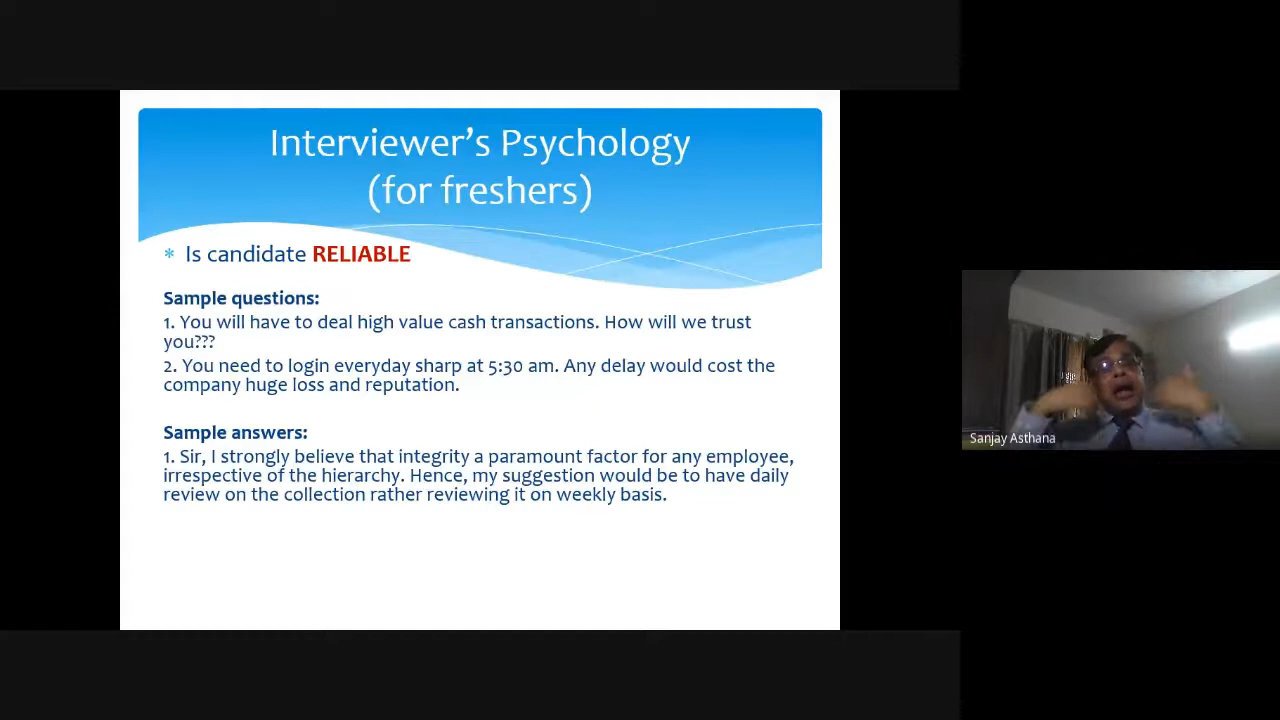 Interviewer’s Psychology
(for freshers)
* Is candidate RELIABLE
Sample questions:
1. You will have to deal high value cash transactions. How will we trust
you???
2. You need to login everyday sharp at 5:30 am. Any delay would cost the
company huge loss and reputation.
Sample answers:
1. Sir, I strongly believe that integrity a paramount factor for any employee,
irrespective of the hierarchy. Hence, my suggestion would be to have daily
review on the collection rather reviewing it on weekly basis.
Sanjay Asthana